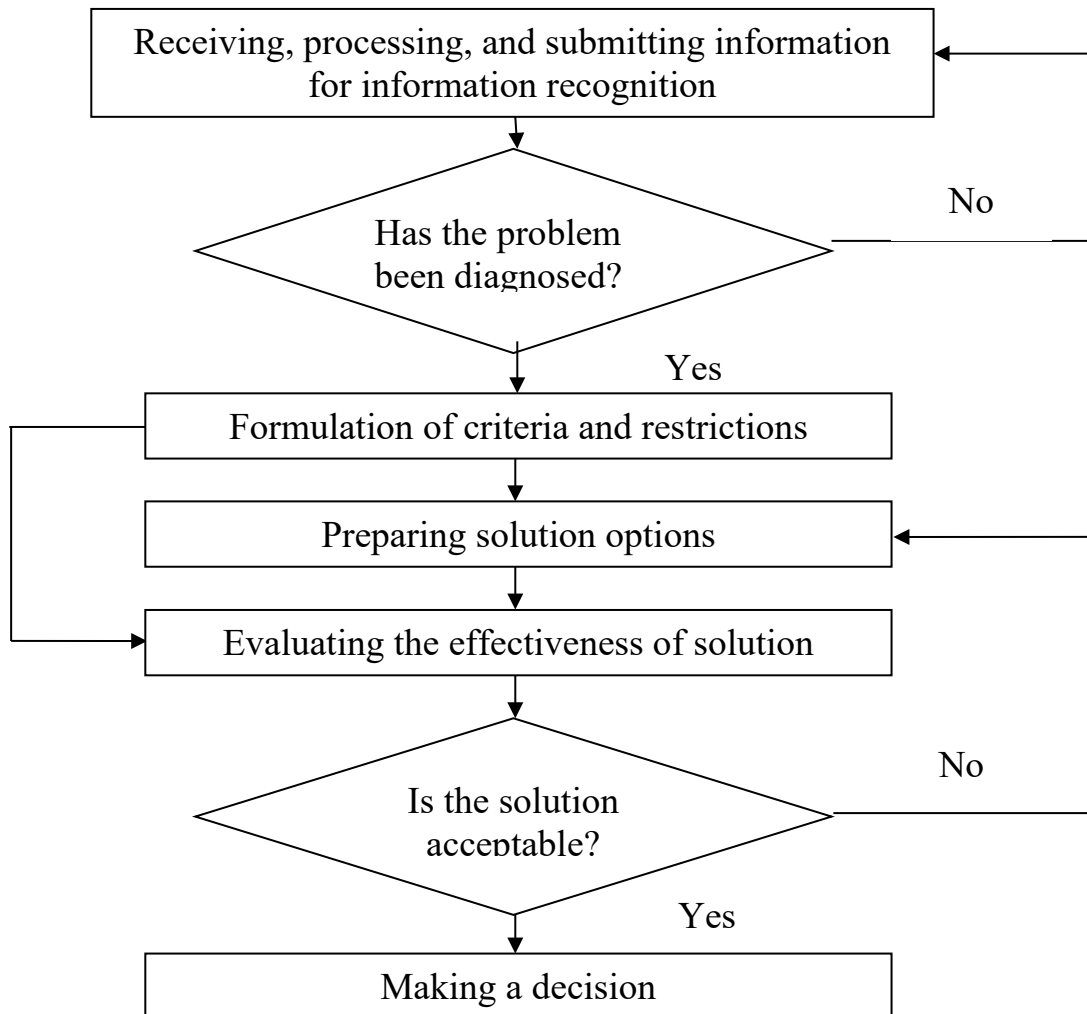 Receiving, processing, and submitting information
for information recognition
No
Has the problem
been diagnosed?
Yes
Formulation of criteria and restrictions
Preparing solution options
Evaluating the effectiveness of solution
No
Is the solution
acceptable?
Yes
Making a decision